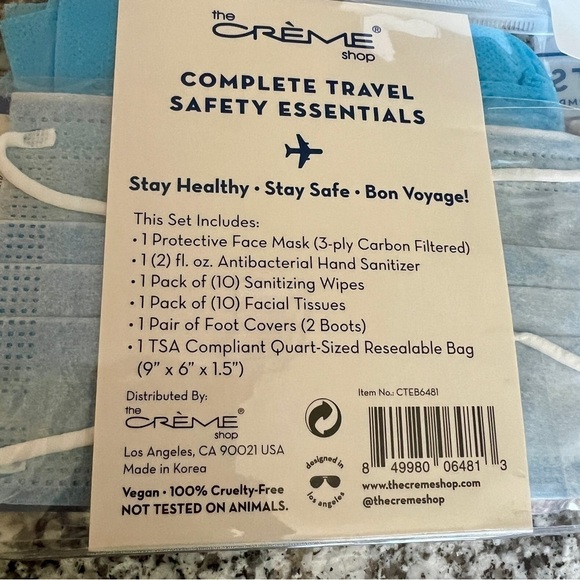 the
CRÈME®
shop
COMPLETE TRAVEL
SAFETY ESSENTIALS
Stay Healthy • Stay Safe • Bon Voyage!
This Set Includes:
• 1 Protective Face Mask (3-ply Carbon Filtered)
• 1 (2) fl. oz. Antibacterial Hand Sanitizer
• 1 Pack of (10) Sanitizing Wipes
• 1 Pack of (10) Facial Tissues
• 1 Pair of Foot Covers (2 Boots)
• 1 TSA Compliant Quart-Sized Resealable Bag
(9” x 6” x 1.5”)
Distributed By:
the
CRÈME®
shop
Los Angeles, CA 90021 USA
Made in Korea
Vegan • 100% Cruelty-Free
NOT TESTED ON ANIMALS.
designed in
los angeles
Item No.: CTEB6481
8 49980 06481 3
www.thecremeshop.com
@thecremeshop